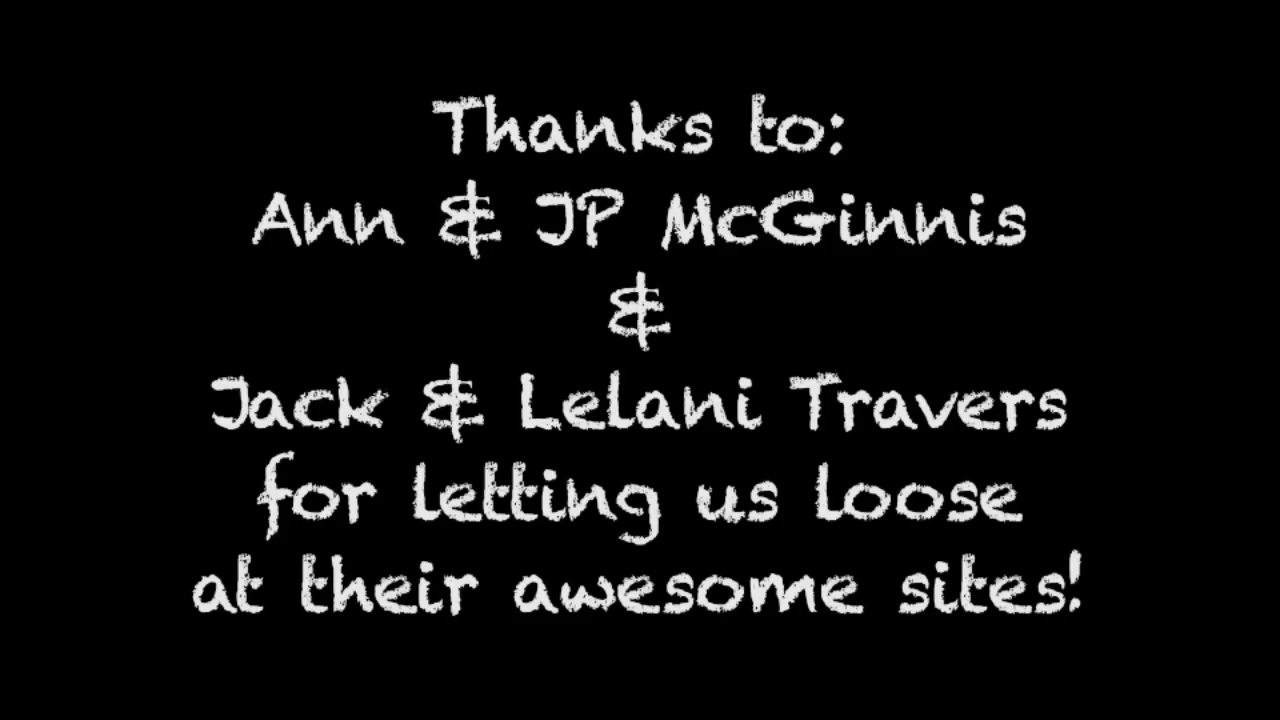 Thanks to:
Ann & JP McGinnis
&
Jack & Lelani Travers
for letting us loose
at their awesome sites!